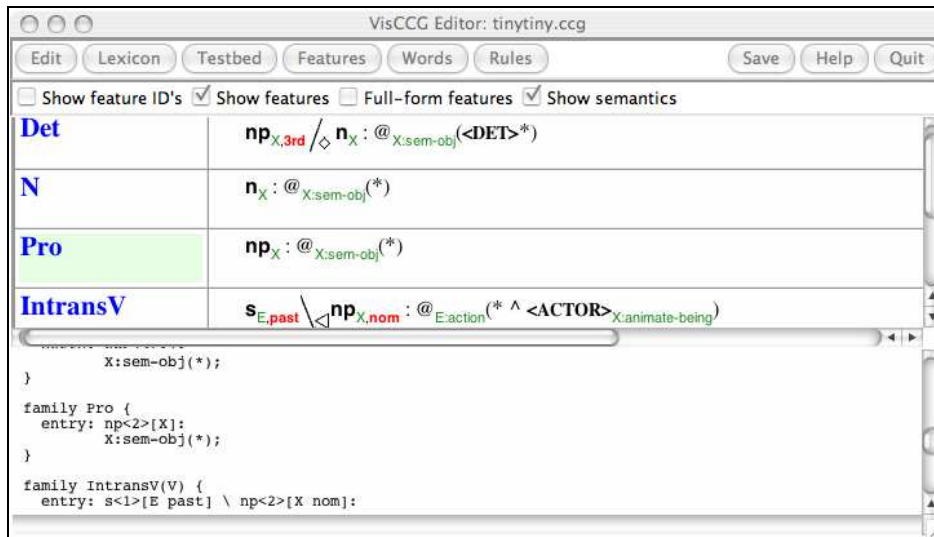 VisCCG Editor: tinytiny.ccg
Edit Lexicon Testbed Features Words Rules Save Help Quit
Show feature ID's Show features Full-form features Show semantics
Det np X,3rd /◇ n X : @ X:sem-obj(<DET>*)
N n X : @ X:sem-obj(*)
Pro np X : @ X:sem-obj(*)
IntransV s E,past \◁ np X,nom : @ E:action(* ^ <ACTOR> X:animate-being)
X:sem-obj(*);
}
family Pro {
entry: np<2>[X]:
X:sem-obj(*);
}
family IntransV(V) {
entry: s<1>[E past] \ np<2>[X nom]: